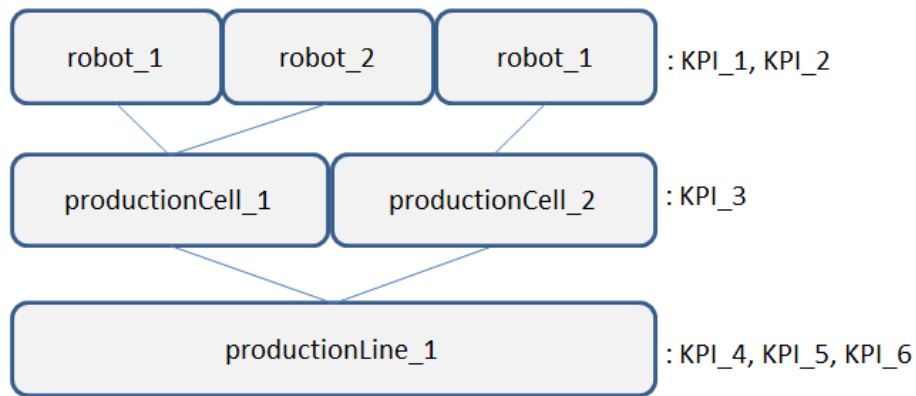 robot_1 robot_2 robot_1 : KPI_1, KPI_2
productionCell_1 productionCell_2 : KPI_3
productionLine_1 : KPI_4, KPI_5, KPI_6